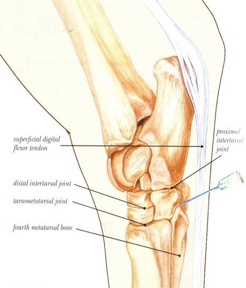 superficial digital
flexor tendon
proximal
intertarsal
joint
distal intertarsal joint
tarsometatarsal joint
fourth metatarsal bone